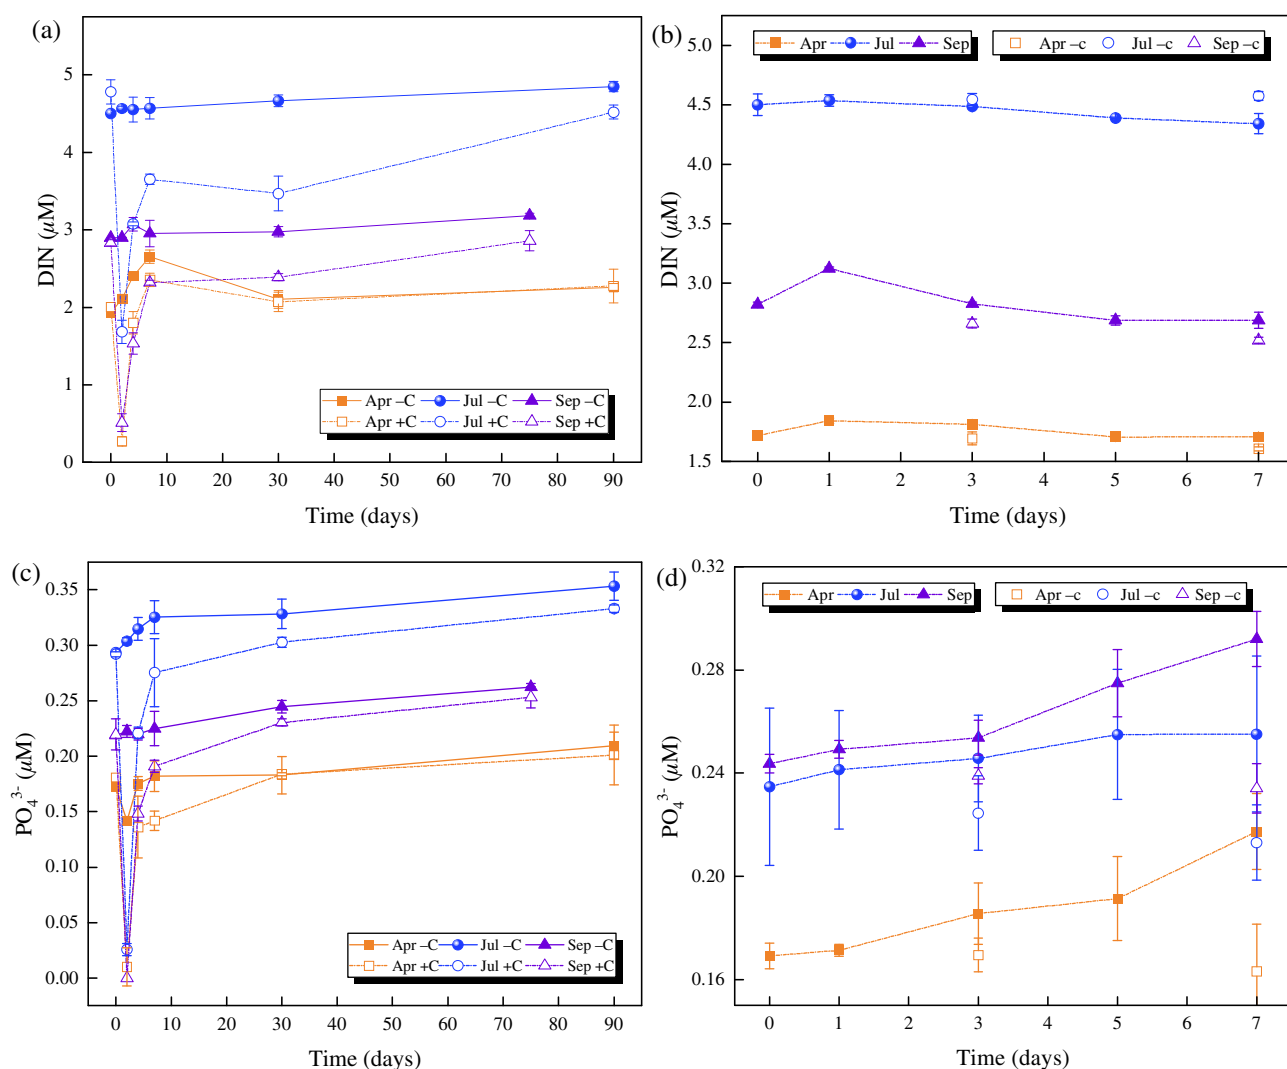 (a)
DIN (μM)
5
4
3
2
1
0
Apr –C Jul –C Sep –C
Apr +C Jul +C Sep +C
0 10 20 30 40 50 60 70 80 90
Time (days)
(b)
Apr Jul Sep Apr –c Jul –c Sep –c
DIN (μM)
5.0
4.5
4.0
3.5
3.0
2.5
2.0
1.5
0 1 2 3 4 5 6 7
Time (days)
(c)
PO₄³⁻ (μM)
0.35
0.30
0.25
0.20
0.15
0.10
0.05
0.00
Apr –C Jul –C Sep –C
Apr +C Jul +C Sep +C
0 10 20 30 40 50 60 70 80 90
Time (days)
(d)
Apr Jul Sep Apr –c Jul –c Sep –c
PO₄³⁻ (μM)
0.32
0.28
0.24
0.20
0.16
0 1 2 3 4 5 6 7
Time (days)